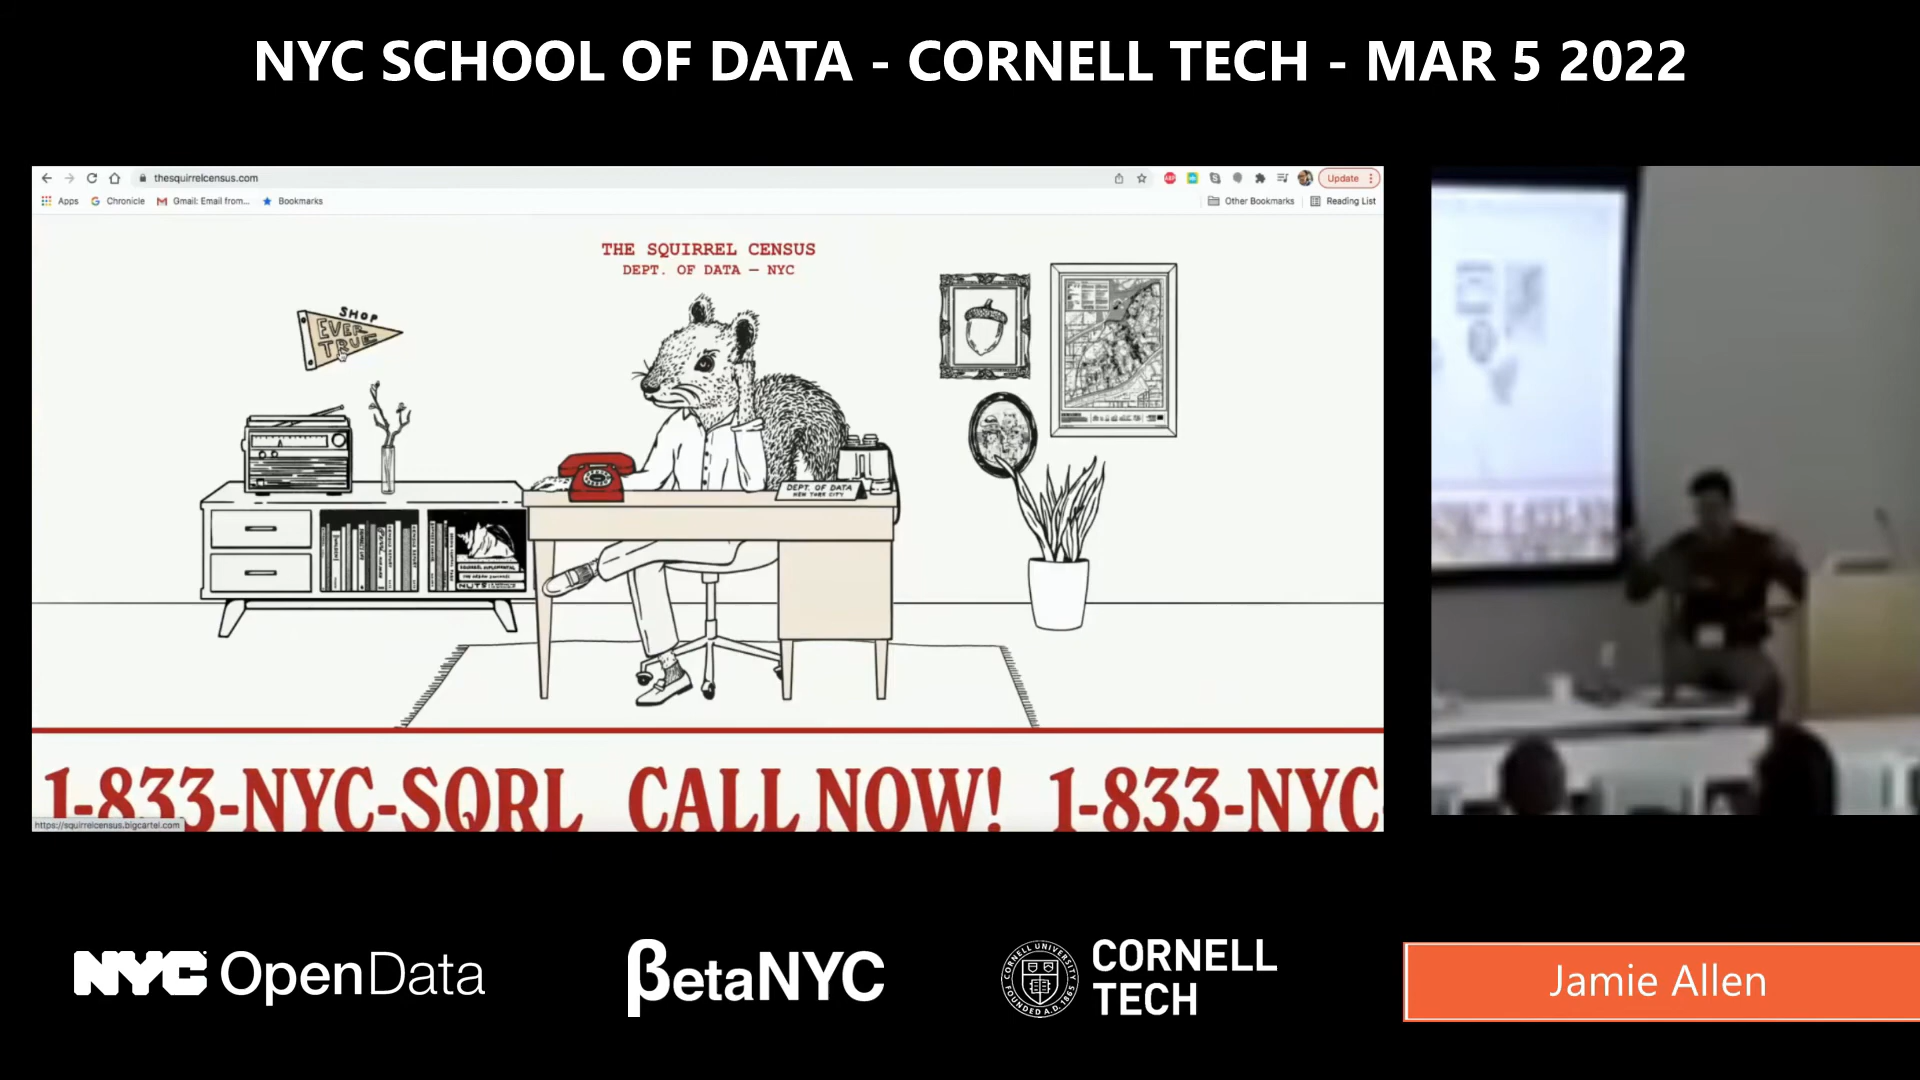 NYC SCHOOL OF DATA - CORNELL TECH - MAR 5 2022
thesquirrelcensus.com
Update
Apps
Chronicle
Gmail: Email from...
Bookmarks
Other Bookmarks
Reading List
THE SQUIRREL CENSUS
DEPT. OF DATA — NYC
SHOP
EVER
TRUE
DEPT. OF DATA
NEW YORK CITY
1-833-NYC-SQRL CALL NOW! 1-833-NYC
https://squirrelcensus.bigcartel.com
NYC OpenData
βetaNYC
CORNELL UNIVERSITY
FOUNDED A.D. 1865
CORNELL
TECH
Jamie Allen